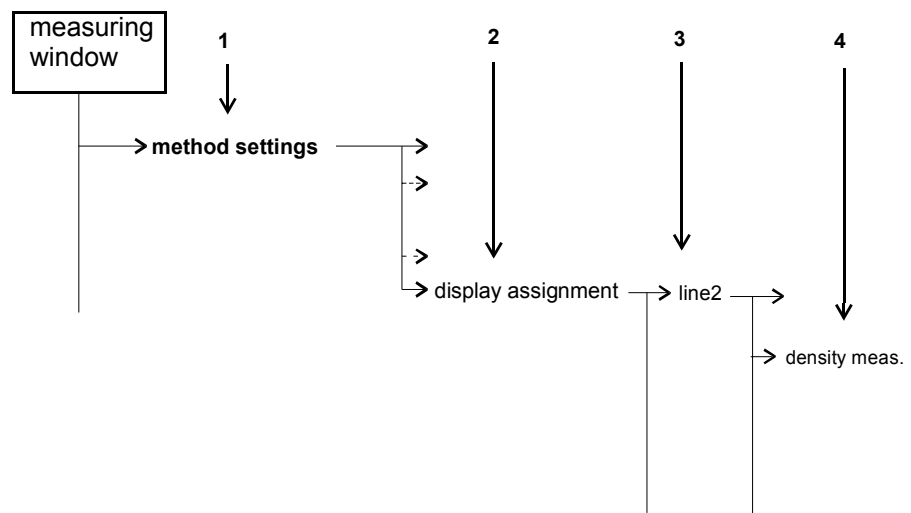 measuring
window
1
2
3
4
method settings
display assignment
line2
density meas.